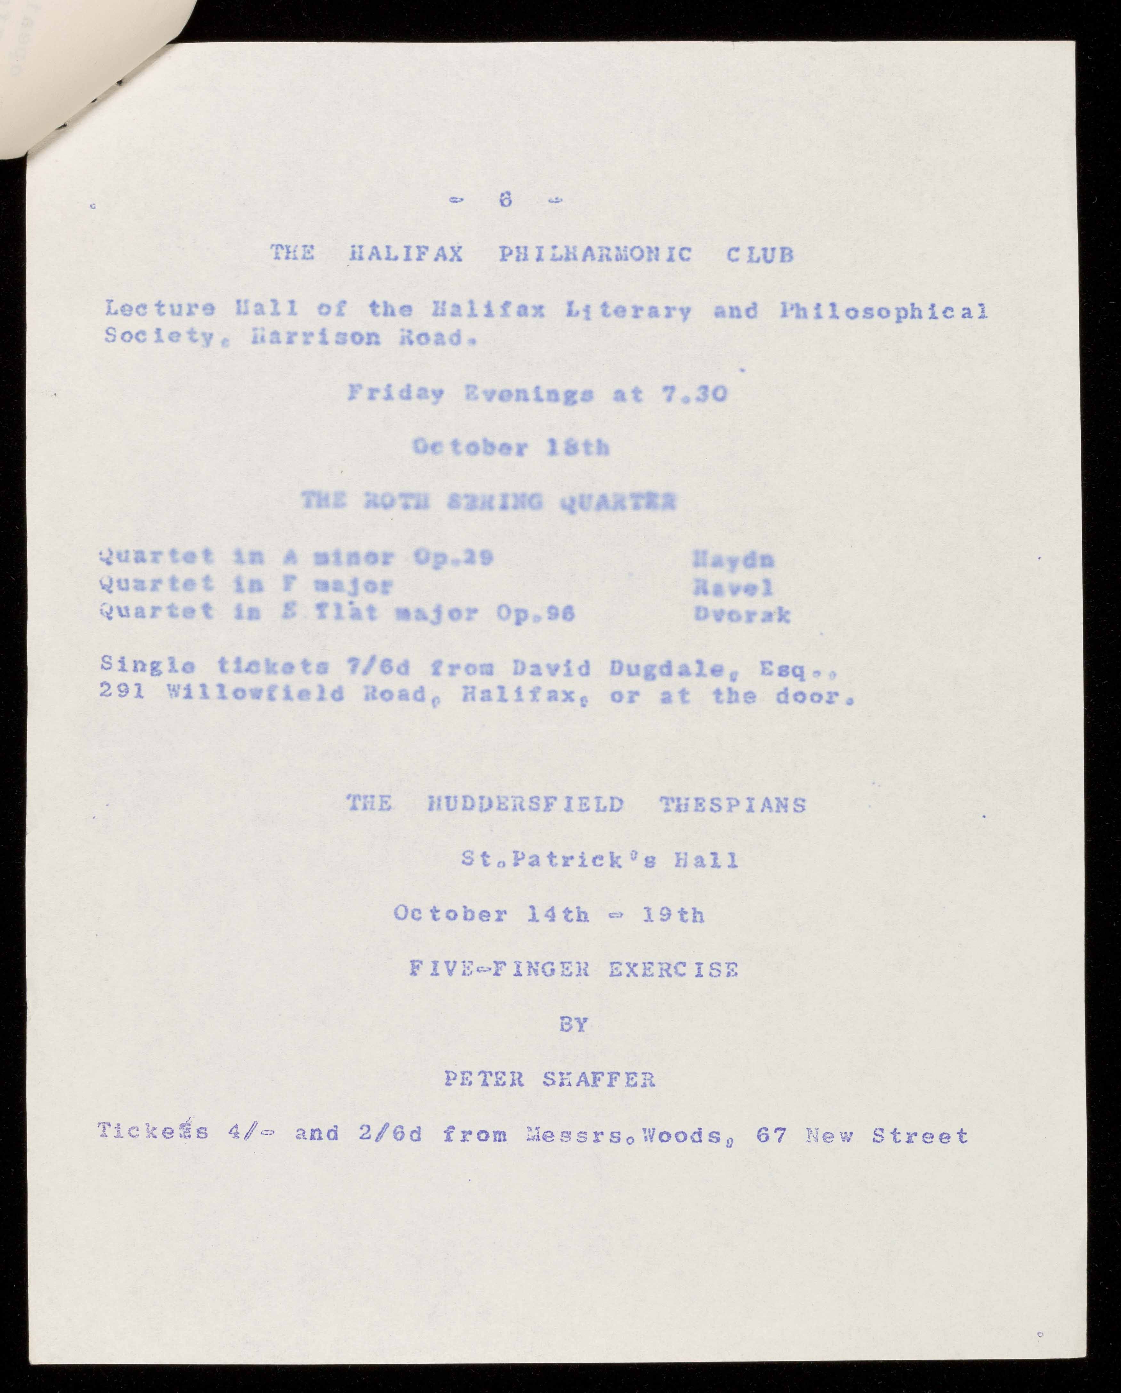 - 6 -
THE HALIFAX PHILHARMONIC CLUB
Lecture Hall of the Halifax Literary and Philosophical
Society, Harrison Road.
Friday Evenings at 7.30
October 18th
THE ROTH STRING QUARTER
Quartet in A minor Op.29 Haydn
Quartet in F major Ravel
Quartet in E flat major Op.96 Dvorak
Single tickets 7/6d from David Dugdale, Esq.,
291 Willowfield Road, Halifax, or at the door.
THE HUDDERSFIELD THESPIANS
St.Patrick's Hall
October 14th - 19th
FIVE-FINGER EXERCISE
BY
PETER SHAFFER
Tickets 4/- and 2/6d from Messrs.Woods, 67 New Street